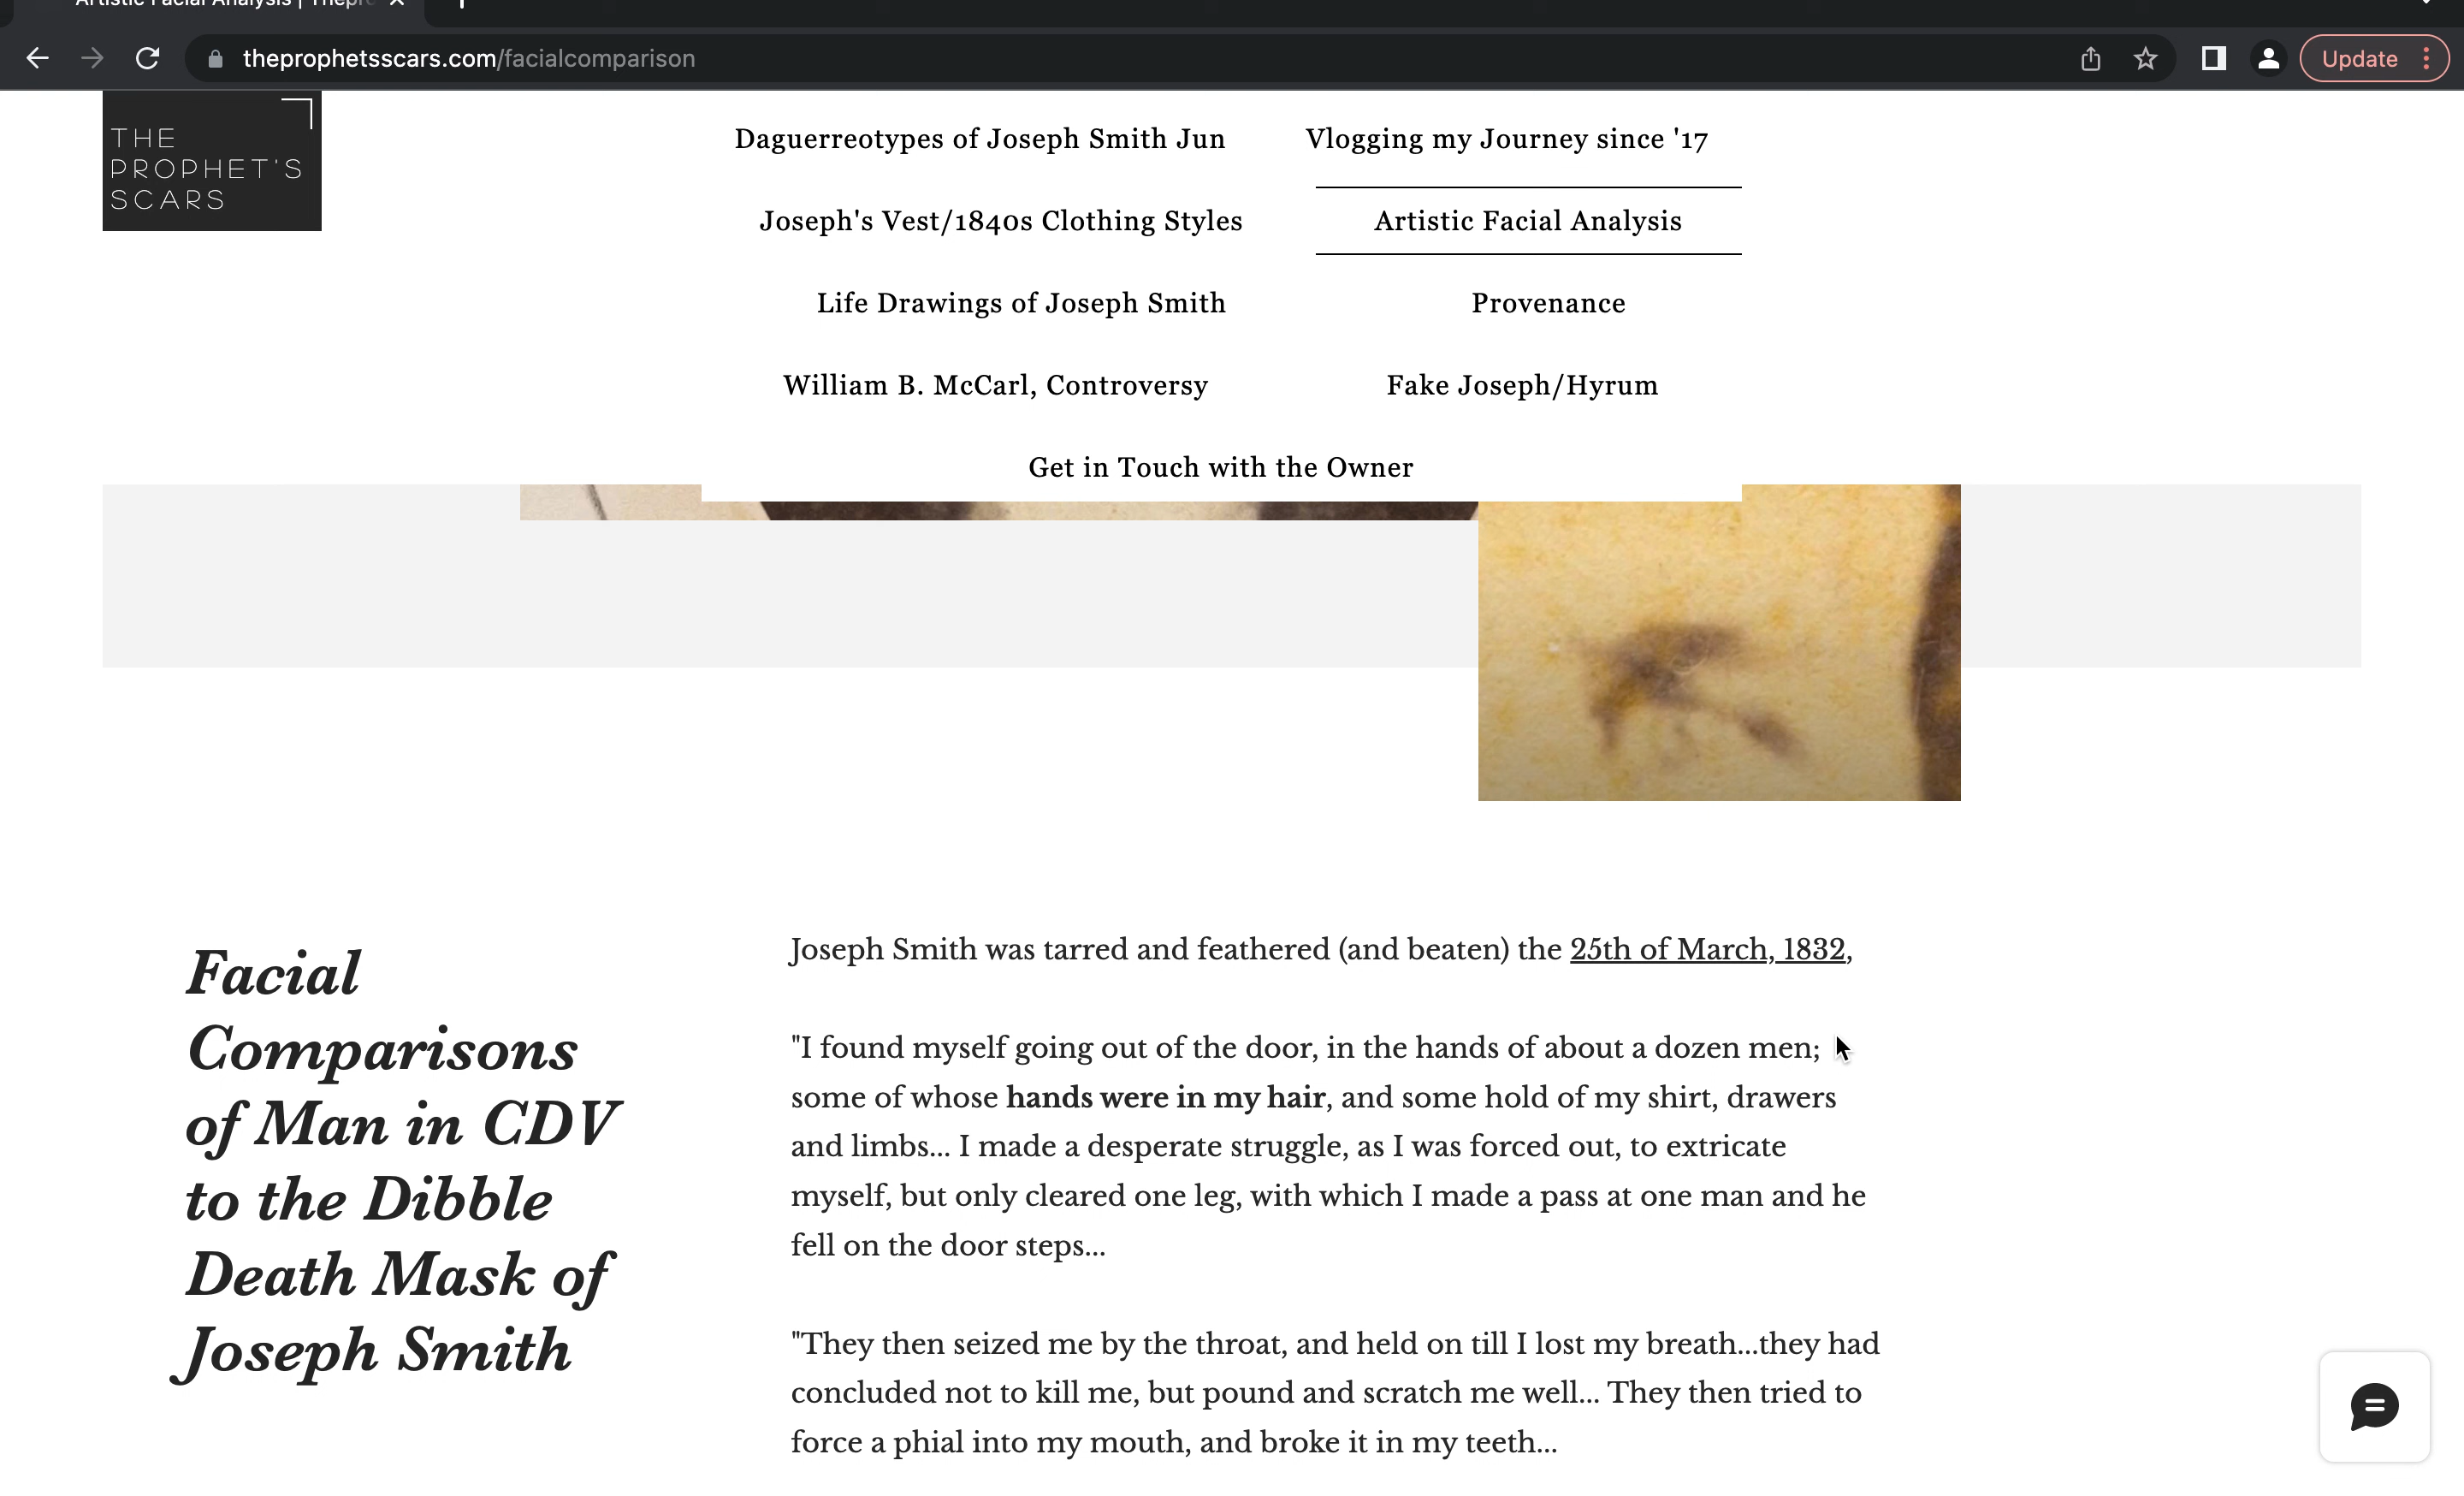 Artistic Facial Analysis | Thepro
theprophetsscars.com/facialcomparison
Update
THE
PROPHET'S
SCARS
Daguerreotypes of Joseph Smith Jun
Vlogging my Journey since '17
Joseph's Vest/1840s Clothing Styles
Artistic Facial Analysis
Life Drawings of Joseph Smith
Provenance
William B. McCarl, Controversy
Fake Joseph/Hyrum
Get in Touch with the Owner
Facial
Comparisons
of Man in CDV
to the Dibble
Death Mask of
Joseph Smith
Joseph Smith was tarred and feathered (and beaten) the 25th of March, 1832,
"I found myself going out of the door, in the hands of about a dozen men;
some of whose hands were in my hair, and some hold of my shirt, drawers
and limbs... I made a desperate struggle, as I was forced out, to extricate
myself, but only cleared one leg, with which I made a pass at one man and he
fell on the door steps...
"They then seized me by the throat, and held on till I lost my breath...they had
concluded not to kill me, but pound and scratch me well... They then tried to
force a phial into my mouth, and broke it in my teeth...